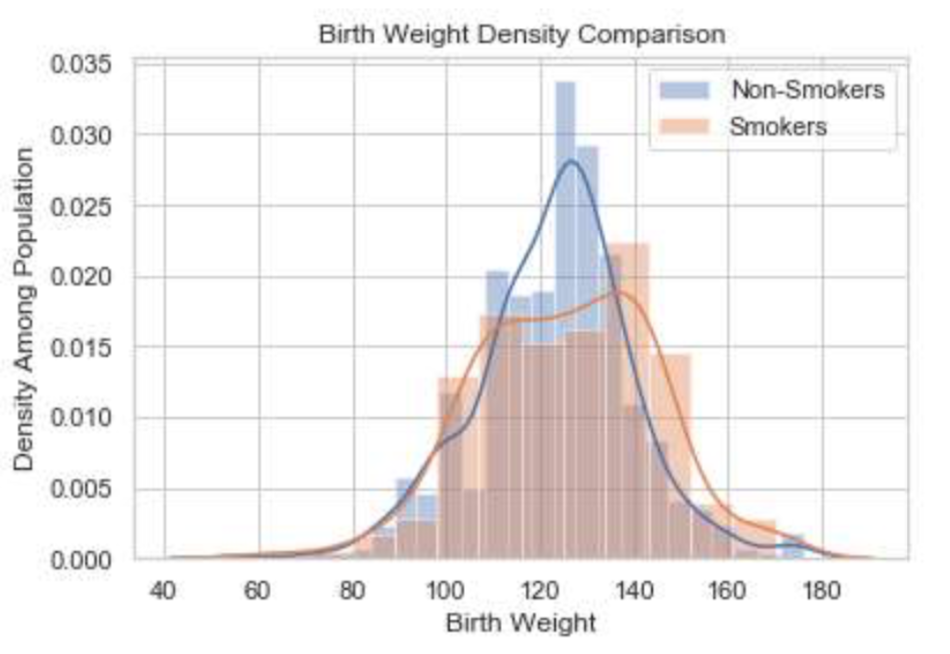 Birth Weight Density Comparison
Non-Smokers
Smokers
Density Among Population
0.035
0.030
0.025
0.020
0.015
0.010
0.005
0.000
40 60 80 100 120 140 160 180
Birth Weight